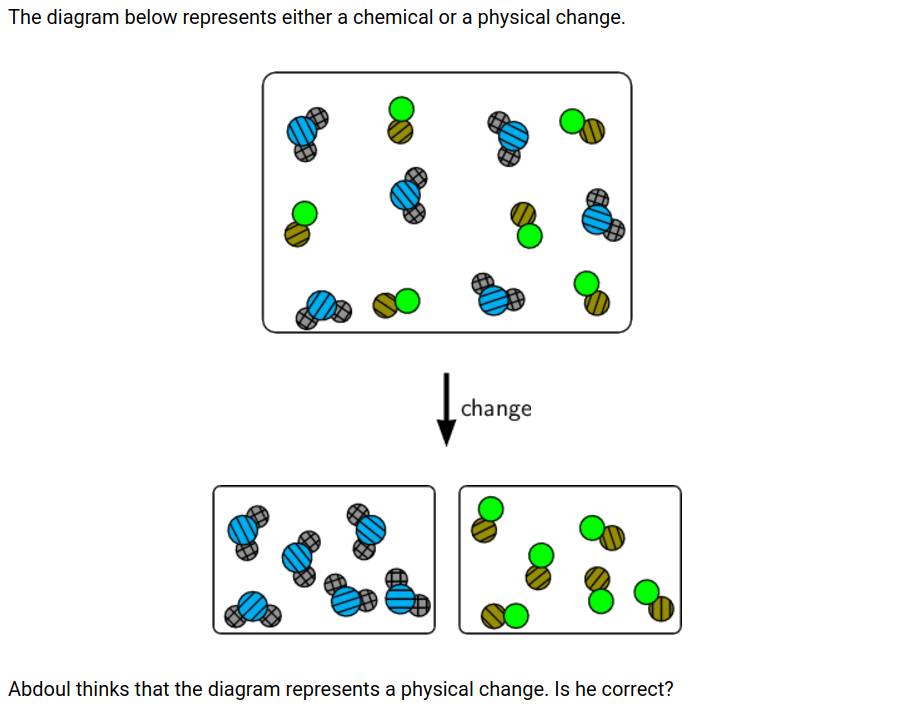 The diagram below represents either a chemical or a physical change.
change
Abdoul thinks that the diagram represents a physical change. Is he correct?